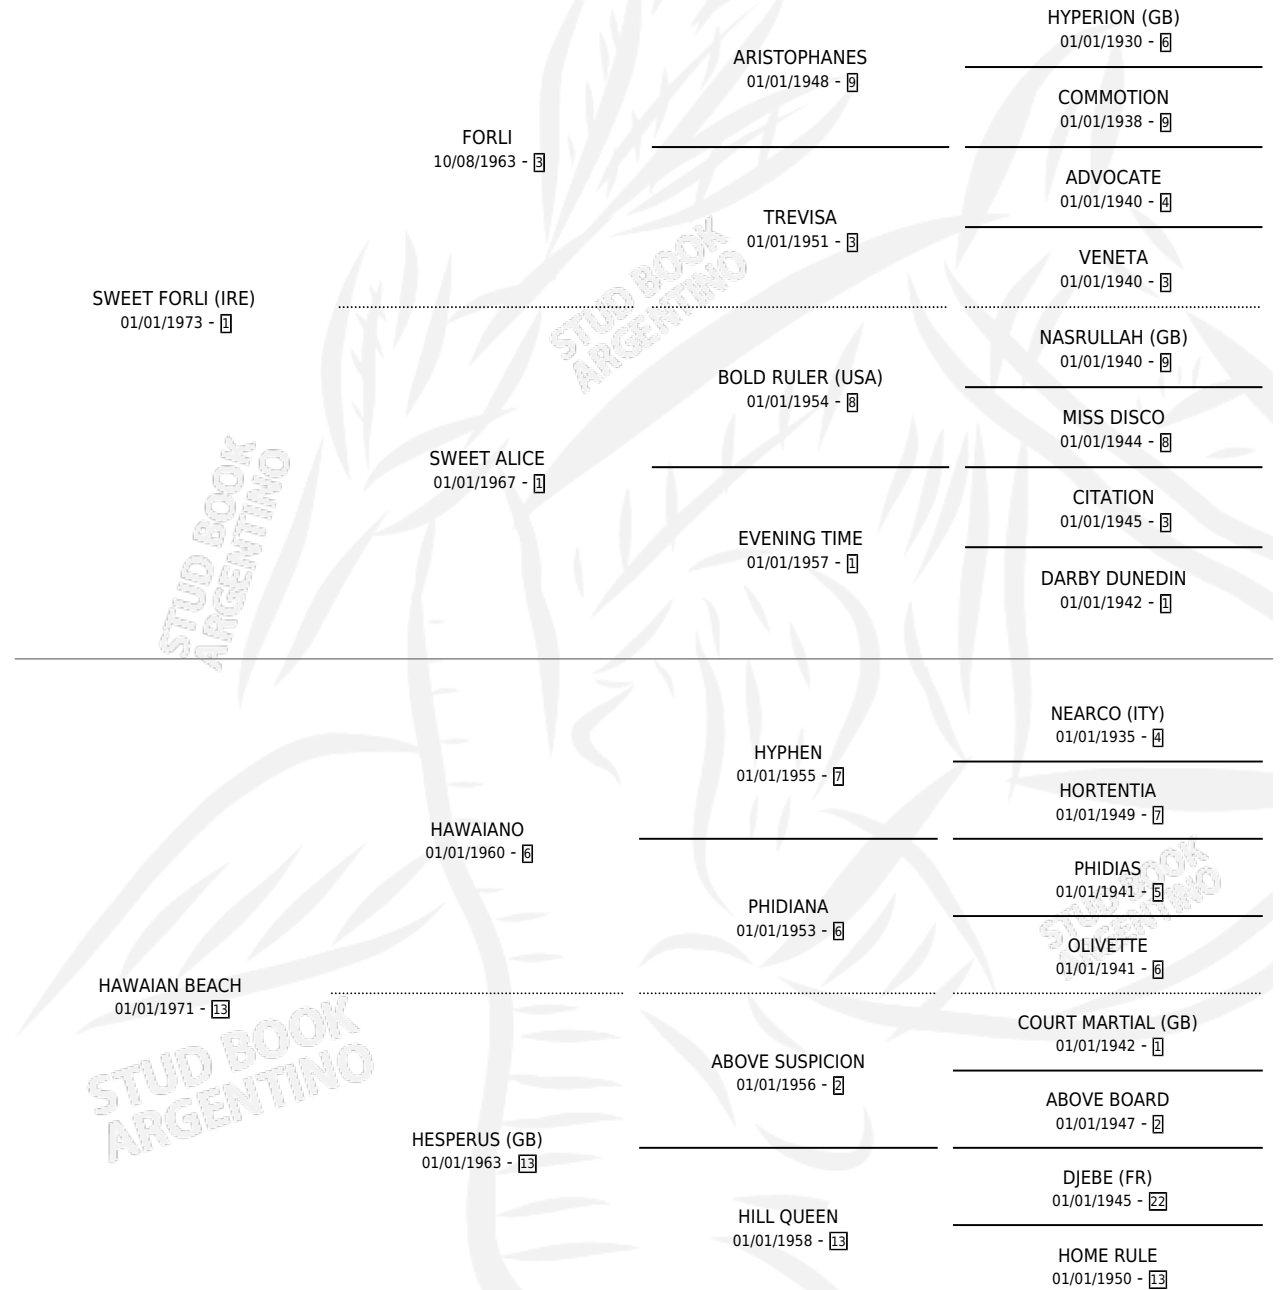 HYPERION (GB)
01/01/1930 - 6
ARISTOPHANES
01/01/1948 - 9
COMMOTION
01/01/1938 - 9
FORLI
10/08/1963 - 3
ADVOCATE
01/01/1940 - 4
TREVISA
01/01/1951 - 3
VENETA
01/01/1940 - 3
SWEET FORLI (IRE)
01/01/1973 - 1
NASRULLAH (GB)
01/01/1940 - 9
BOLD RULER (USA)
01/01/1954 - 8
MISS DISCO
01/01/1944 - 8
SWEET ALICE
01/01/1967 - 1
CITATION
01/01/1945 - 3
EVENING TIME
01/01/1957 - 1
DARBY DUNEDIN
01/01/1942 - 1
NEARCO (ITY)
01/01/1935 - 4
HYPHEN
01/01/1955 - 7
HORTENTIA
01/01/1949 - 7
HAWAIANO
01/01/1960 - 6
PHIDIAS
01/01/1941 - 5
PHIDIANA
01/01/1953 - 6
OLIVETTE
01/01/1941 - 6
HAWAIAN BEACH
01/01/1971 - 13
COURT MARTIAL (GB)
01/01/1942 - 1
ABOVE SUSPICION
01/01/1956 - 2
ABOVE BOARD
01/01/1947 - 2
HESPERUS (GB)
01/01/1963 - 13
DJEBE (FR)
01/01/1945 - 22
HILL QUEEN
01/01/1958 - 13
HOME RULE
01/01/1950 - 13
STUD BOOK
ARGENTINO
STUD BOOK
ARGENTINO
STUD BOOK
ARGENTINO
STUD BOOK
ARGENTINO